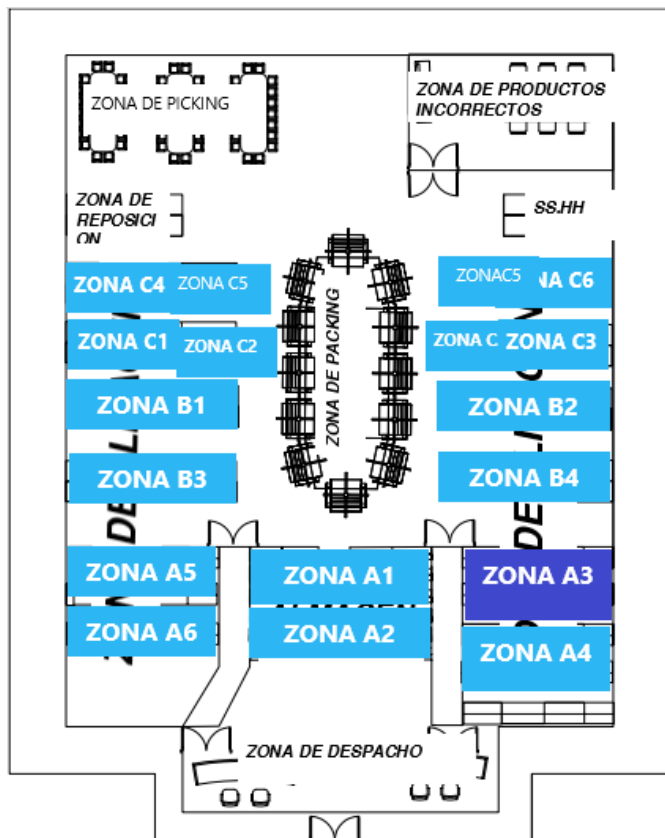 ZONA DE PICKING
ZONA DE PRODUCTOS
INCORRECTOS
ZONA DE
REPOSICI
ON
SS.HH
ZONA C4
ZONA C5
ZONAC5
NA C6
ZONA C1
ZONA C2
ZONA C
ZONA C3
ZONA DE PACKING
ZONA B1
ZONA B2
ZONA B3
ZONA B4
ZONA A5
ZONA A1
ZONA A3
ZONA A6
ZONA A2
ZONA A4
ZONA DE DESPACHO